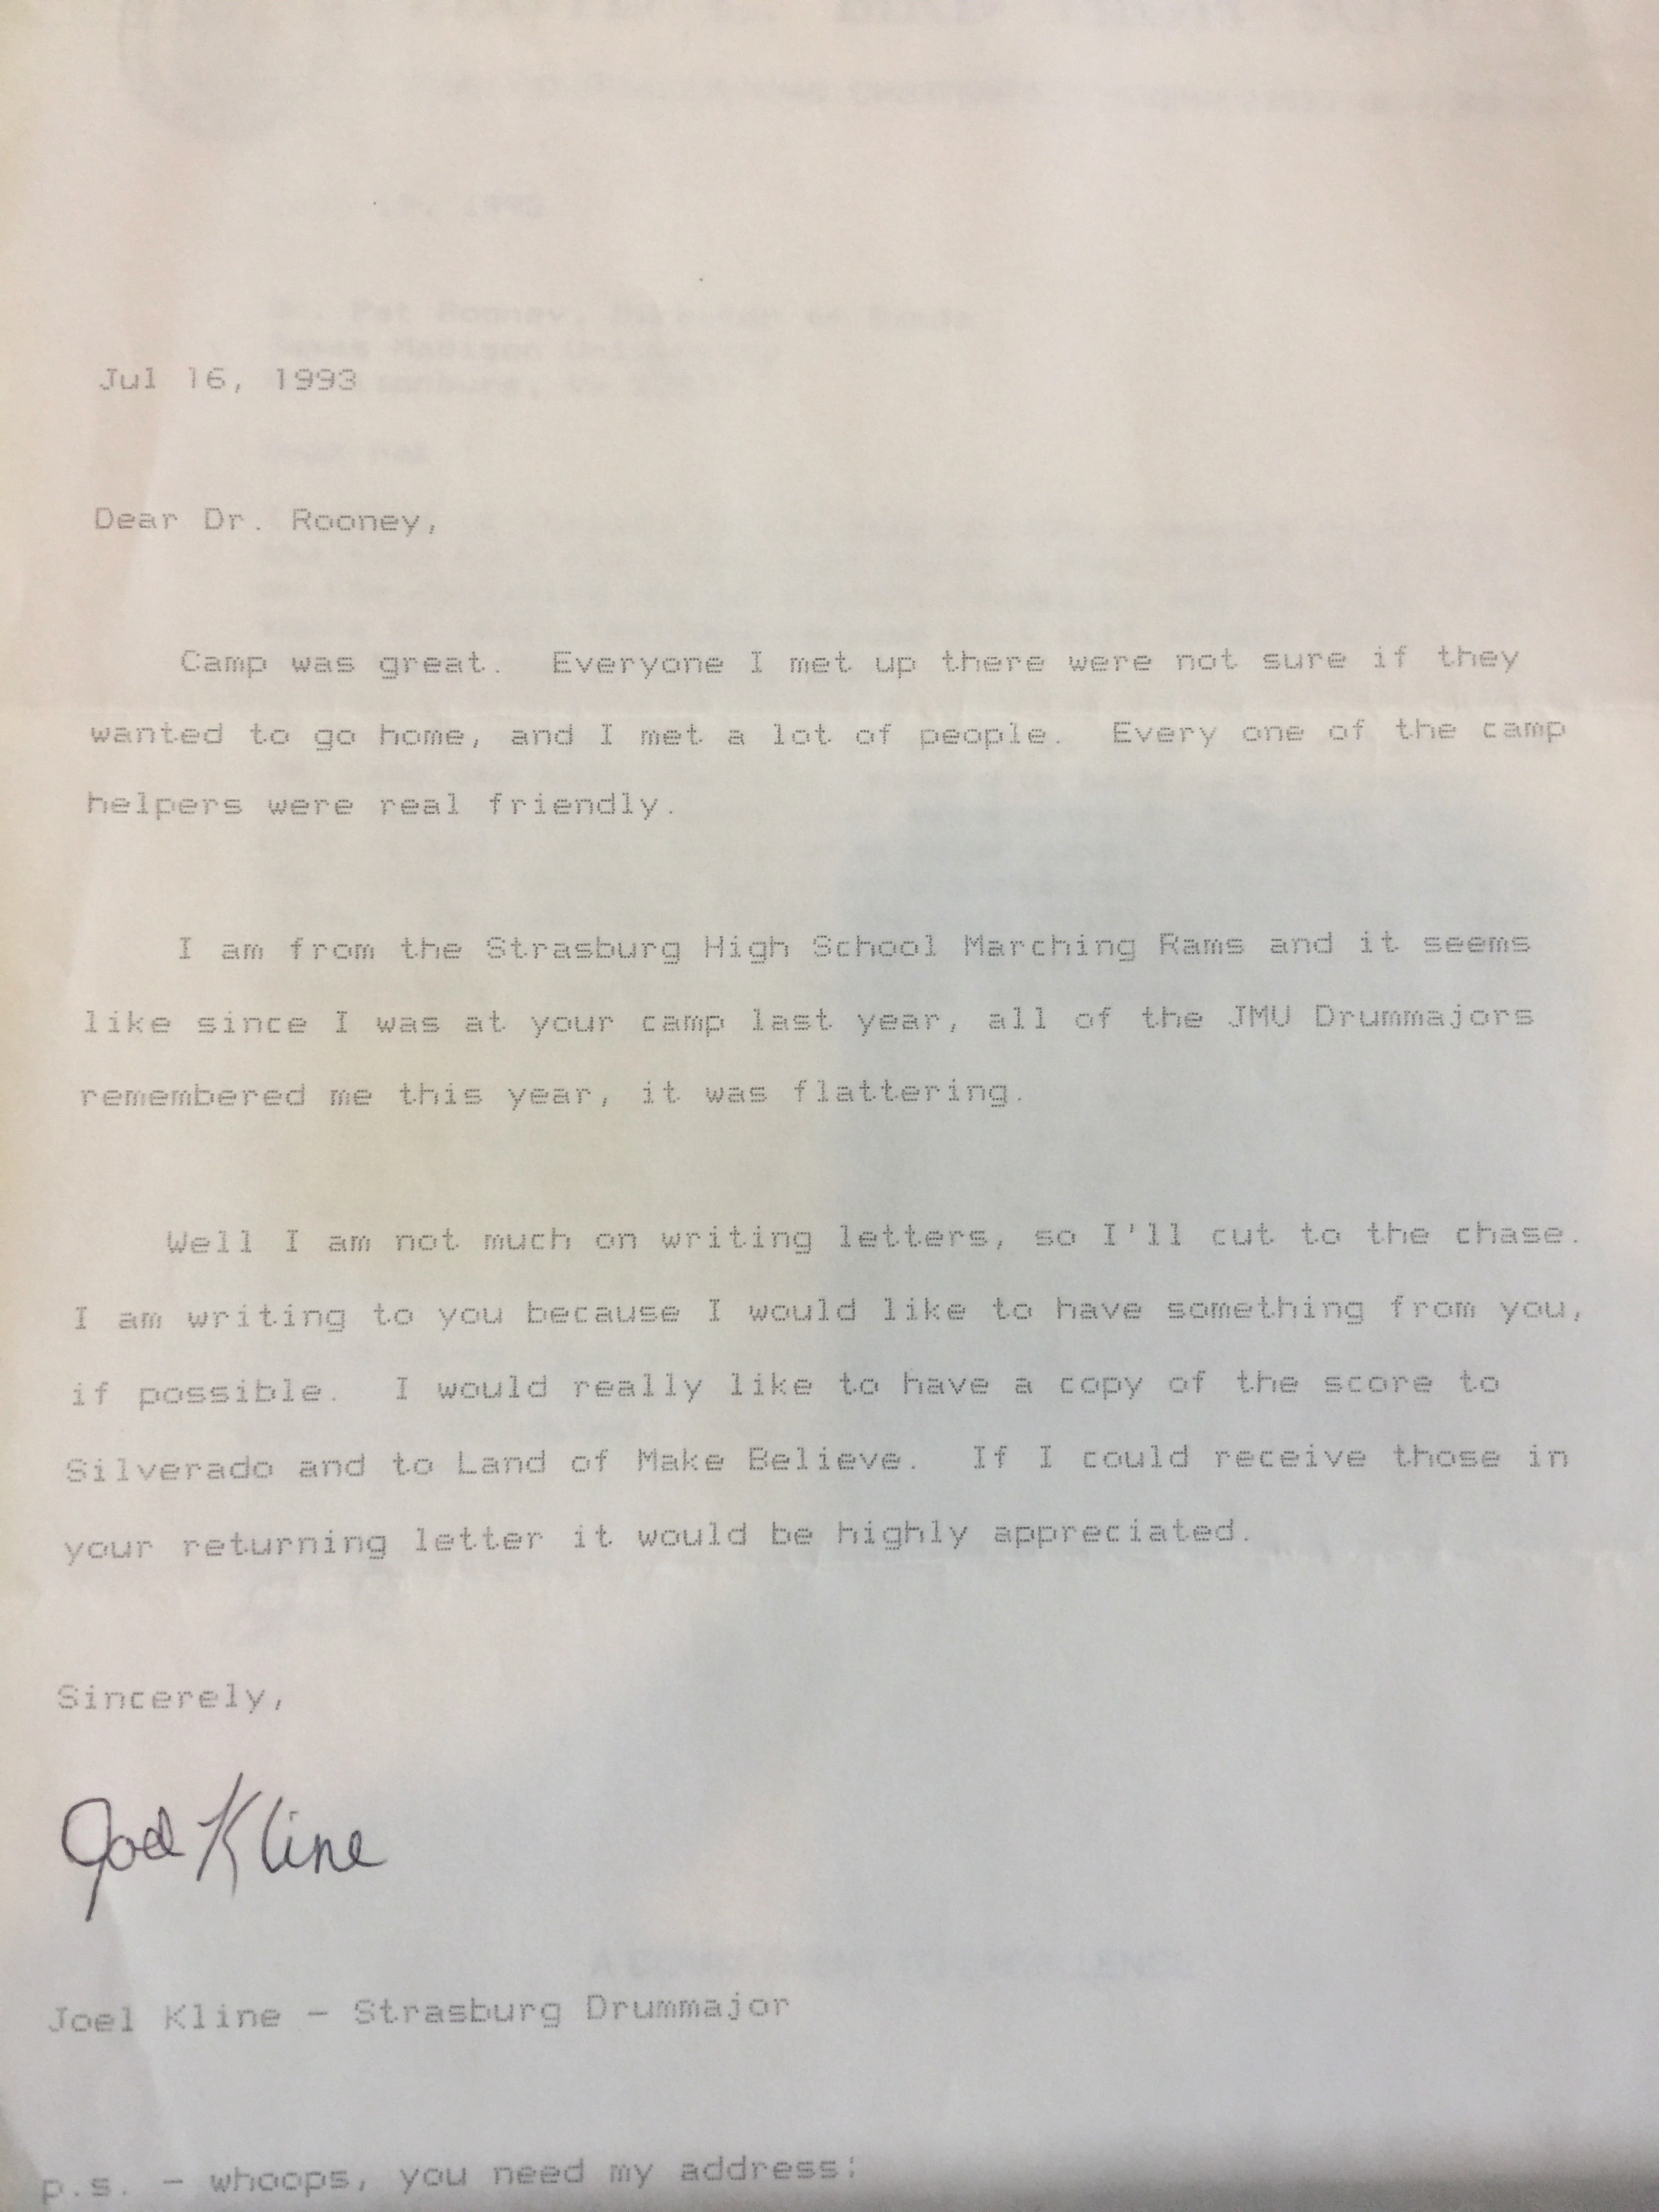 Jul 16, 1993
Dear Dr. Rooney,
Camp was great.  Everyone I met up there were not sure if they
wanted to go home, and I met a lot of people.  Every one of the camp
helpers were real friendly.
I am from the Strasburg High School Marching Rams and it seems
like since I was at your camp last year, all of the JMU Drummajors
remembered me this year, it was flattering.
Well I am not much on writing letters, so I'll cut to the chase.
I am writing to you because I would like to have something from you,
if possible.  I would really like to have a copy of the score to
Silverado and to Land of Make Believe.  If I could receive those in
your returning letter it would be highly appreciated.
Sincerely,
Joel Kline
Joel Kline - Strasburg Drummajor
p.s. - whoops, you need my address: